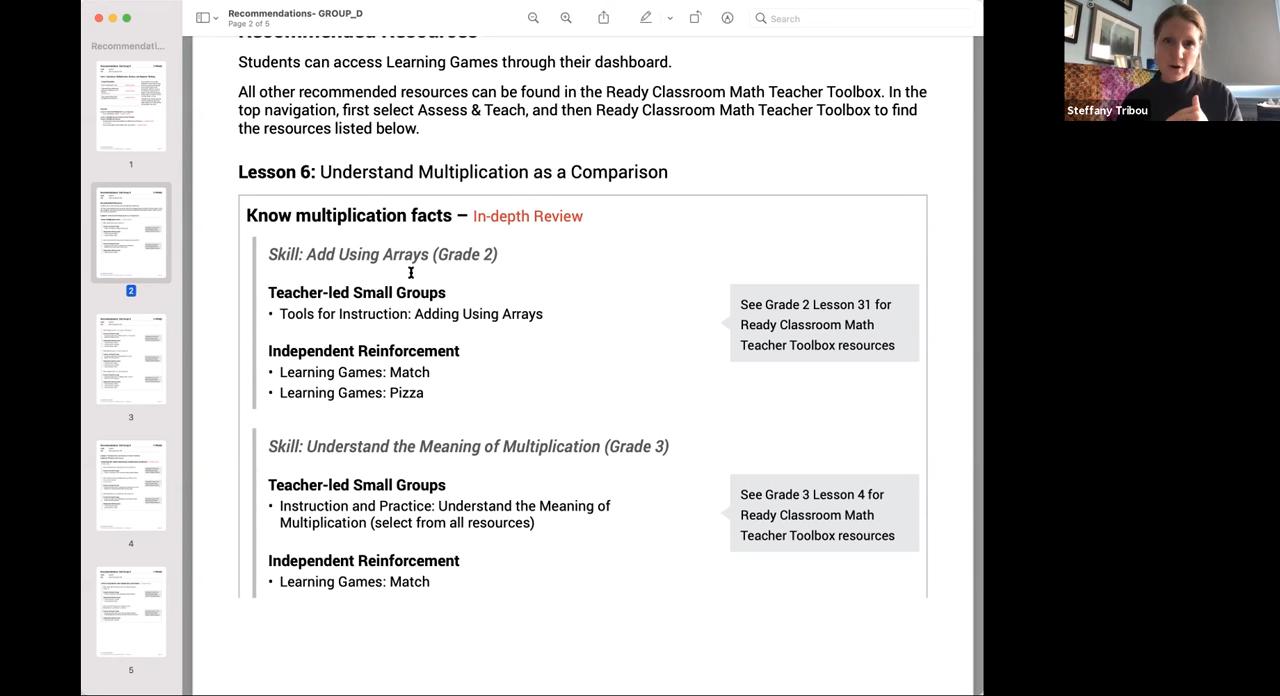 Recommendations- GROUP_D
Page 2 of 5
Search
Recommendati...
1
2
3
4
5
Recommended Resources
Students can access Learning Games through their dashboard.
All other recommended resources can be found on Ready Classroom Math Teacher Toolbox. In the
top navigation, first select Assess & Teach, and then Ready Classroom Math Teacher Toolbox to find
the resources listed below.
Lesson 6: Understand Multiplication as a Comparison
Know multiplication facts – In-depth Review
Skill: Add Using Arrays (Grade 2)
Teacher-led Small Groups
• Tools for Instruction: Adding Using Arrays
See Grade 2 Lesson 31 for
Ready Classroom Math
Teacher Toolbox resources
Independent Reinforcement
Learning Games: Match
• Learning Games: Pizza
Skill: Understand the Meaning of Multiplication (Grade 3)
Teacher-led Small Groups
• Instruction and Practice: Understand the Meaning of
Multiplication (select from all resources)
See Grade 3 Lesson 4 for
Ready Classroom Math
Teacher Toolbox resources
Independent Reinforcement
• Learning Games: Match
Steffany Tribou